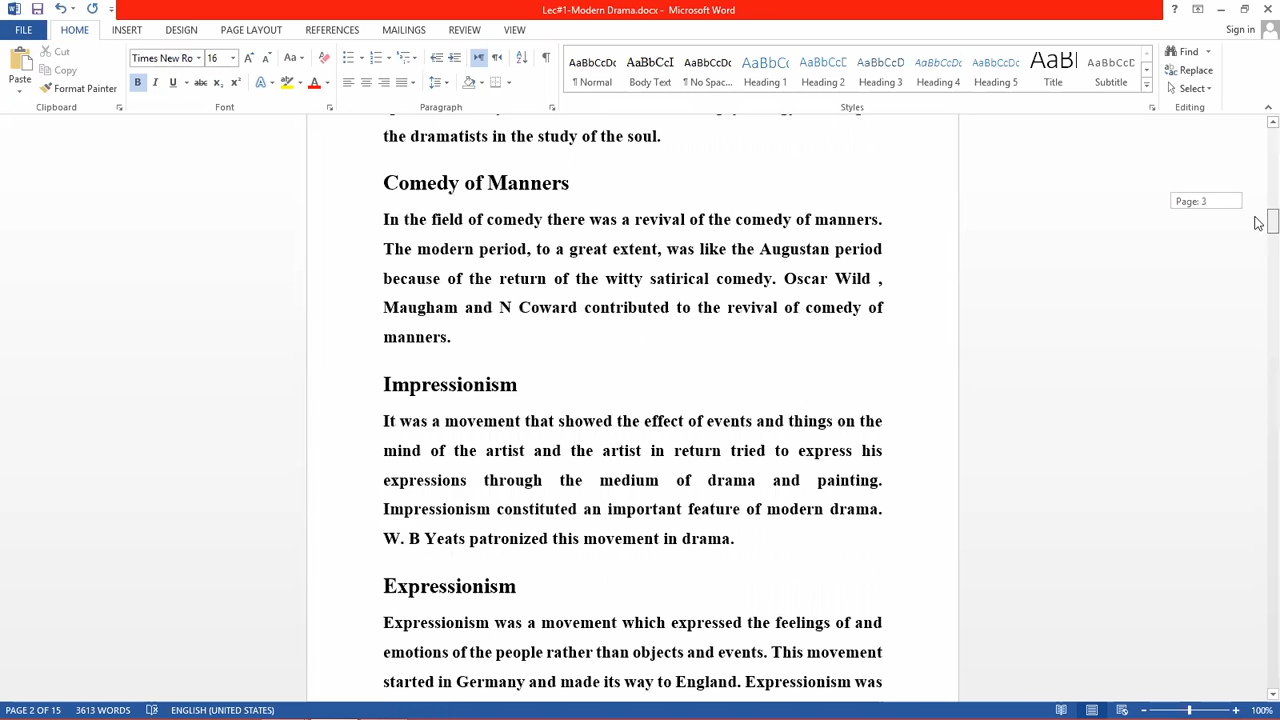 Lec#1-Modern Drama.docx - Microsoft Word
Sign in
FILE HOME INSERT DESIGN PAGE LAYOUT REFERENCES MAILINGS REVIEW VIEW
Paste
Cut
Copy
Format Painter
Clipboard
Times New Ro 16
Font
Paragraph
AaBbCcDc AaBbCcI AaBbCcDc AaBbCc AaBbCcE AaBbCcDc AaBbCcDc AaBbCcD AaBl AaBbCcD
¶ Normal Body Text ¶ No Spac... Heading 1 Heading 2 Heading 3 Heading 4 Heading 5 Title Subtitle
Styles
Find
Replace
Select
Editing
the dramatists in the study of the soul.
Comedy of Manners
In the field of comedy there was a revival of the comedy of manners.
The modern period, to a great extent, was like the Augustan period
because of the return of the witty satirical comedy. Oscar Wild ,
Maugham and N Coward contributed to the revival of comedy of
manners.
Impressionism
It was a movement that showed the effect of events and things on the
mind of the artist and the artist in return tried to express his
expressions through the medium of drama and painting.
Impressionism constituted an important feature of modern drama.
W. B Yeats patronized this movement in drama.
Expressionism
Expressionism was a movement which expressed the feelings of and
emotions of the people rather than objects and events. This movement
started in Germany and made its way to England. Expressionism was
Page: 3
PAGE 2 OF 15 3613 WORDS ENGLISH (UNITED STATES) 100%